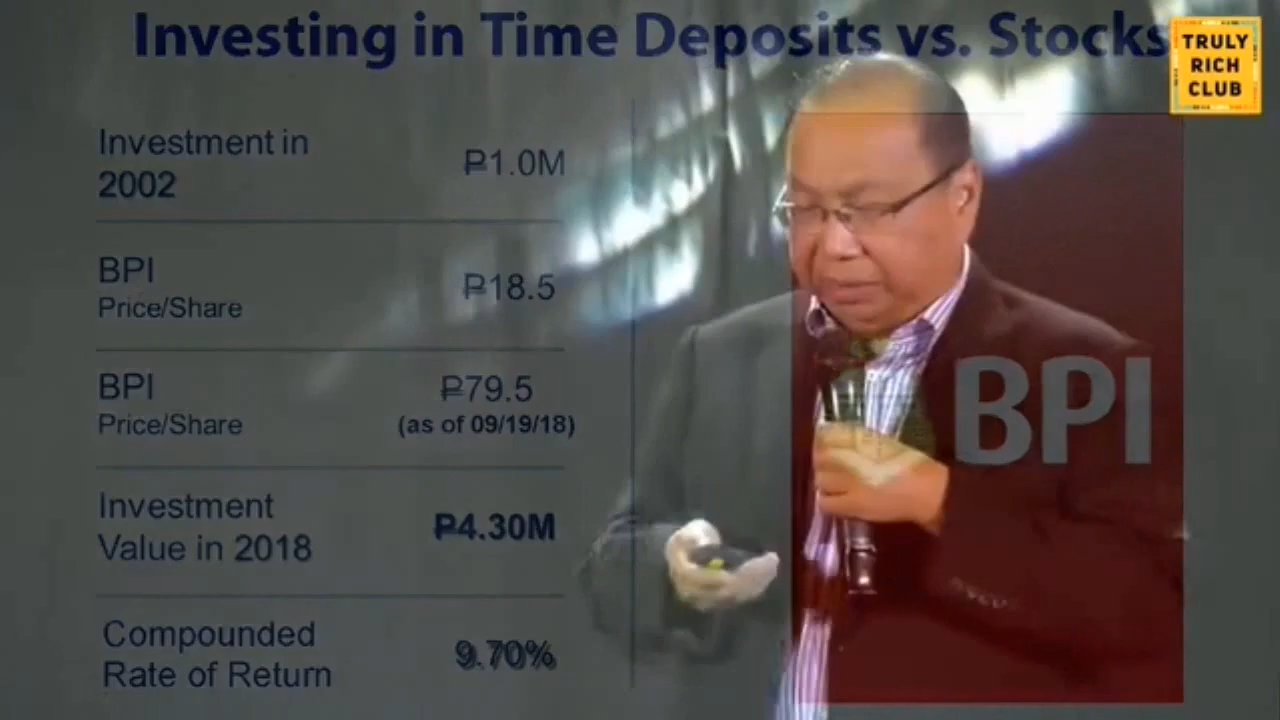 Investing in Time Deposits vs. Stocks
TRULY
RICH
CLUB
Investment in
2002
₱1.0M
BPI
Price/Share
₱18.5
BPI
Price/Share
₱79.5
(as of 09/19/18)
Investment
Value in 2018
₱4.30M
Compounded
Rate of Return
9.70%
BPI